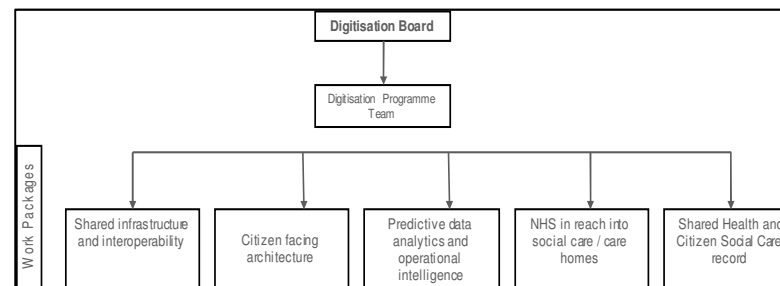 Digitisation Board
Digitisation Programme
Team
Work Packages
Shared infrastructure
and interoperability
Citizen facing
architecture
Predictive data
analytics and
operational
intelligence
NHS in reach into
social care / care
homes
Shared Health and
Citizen Social Care
record